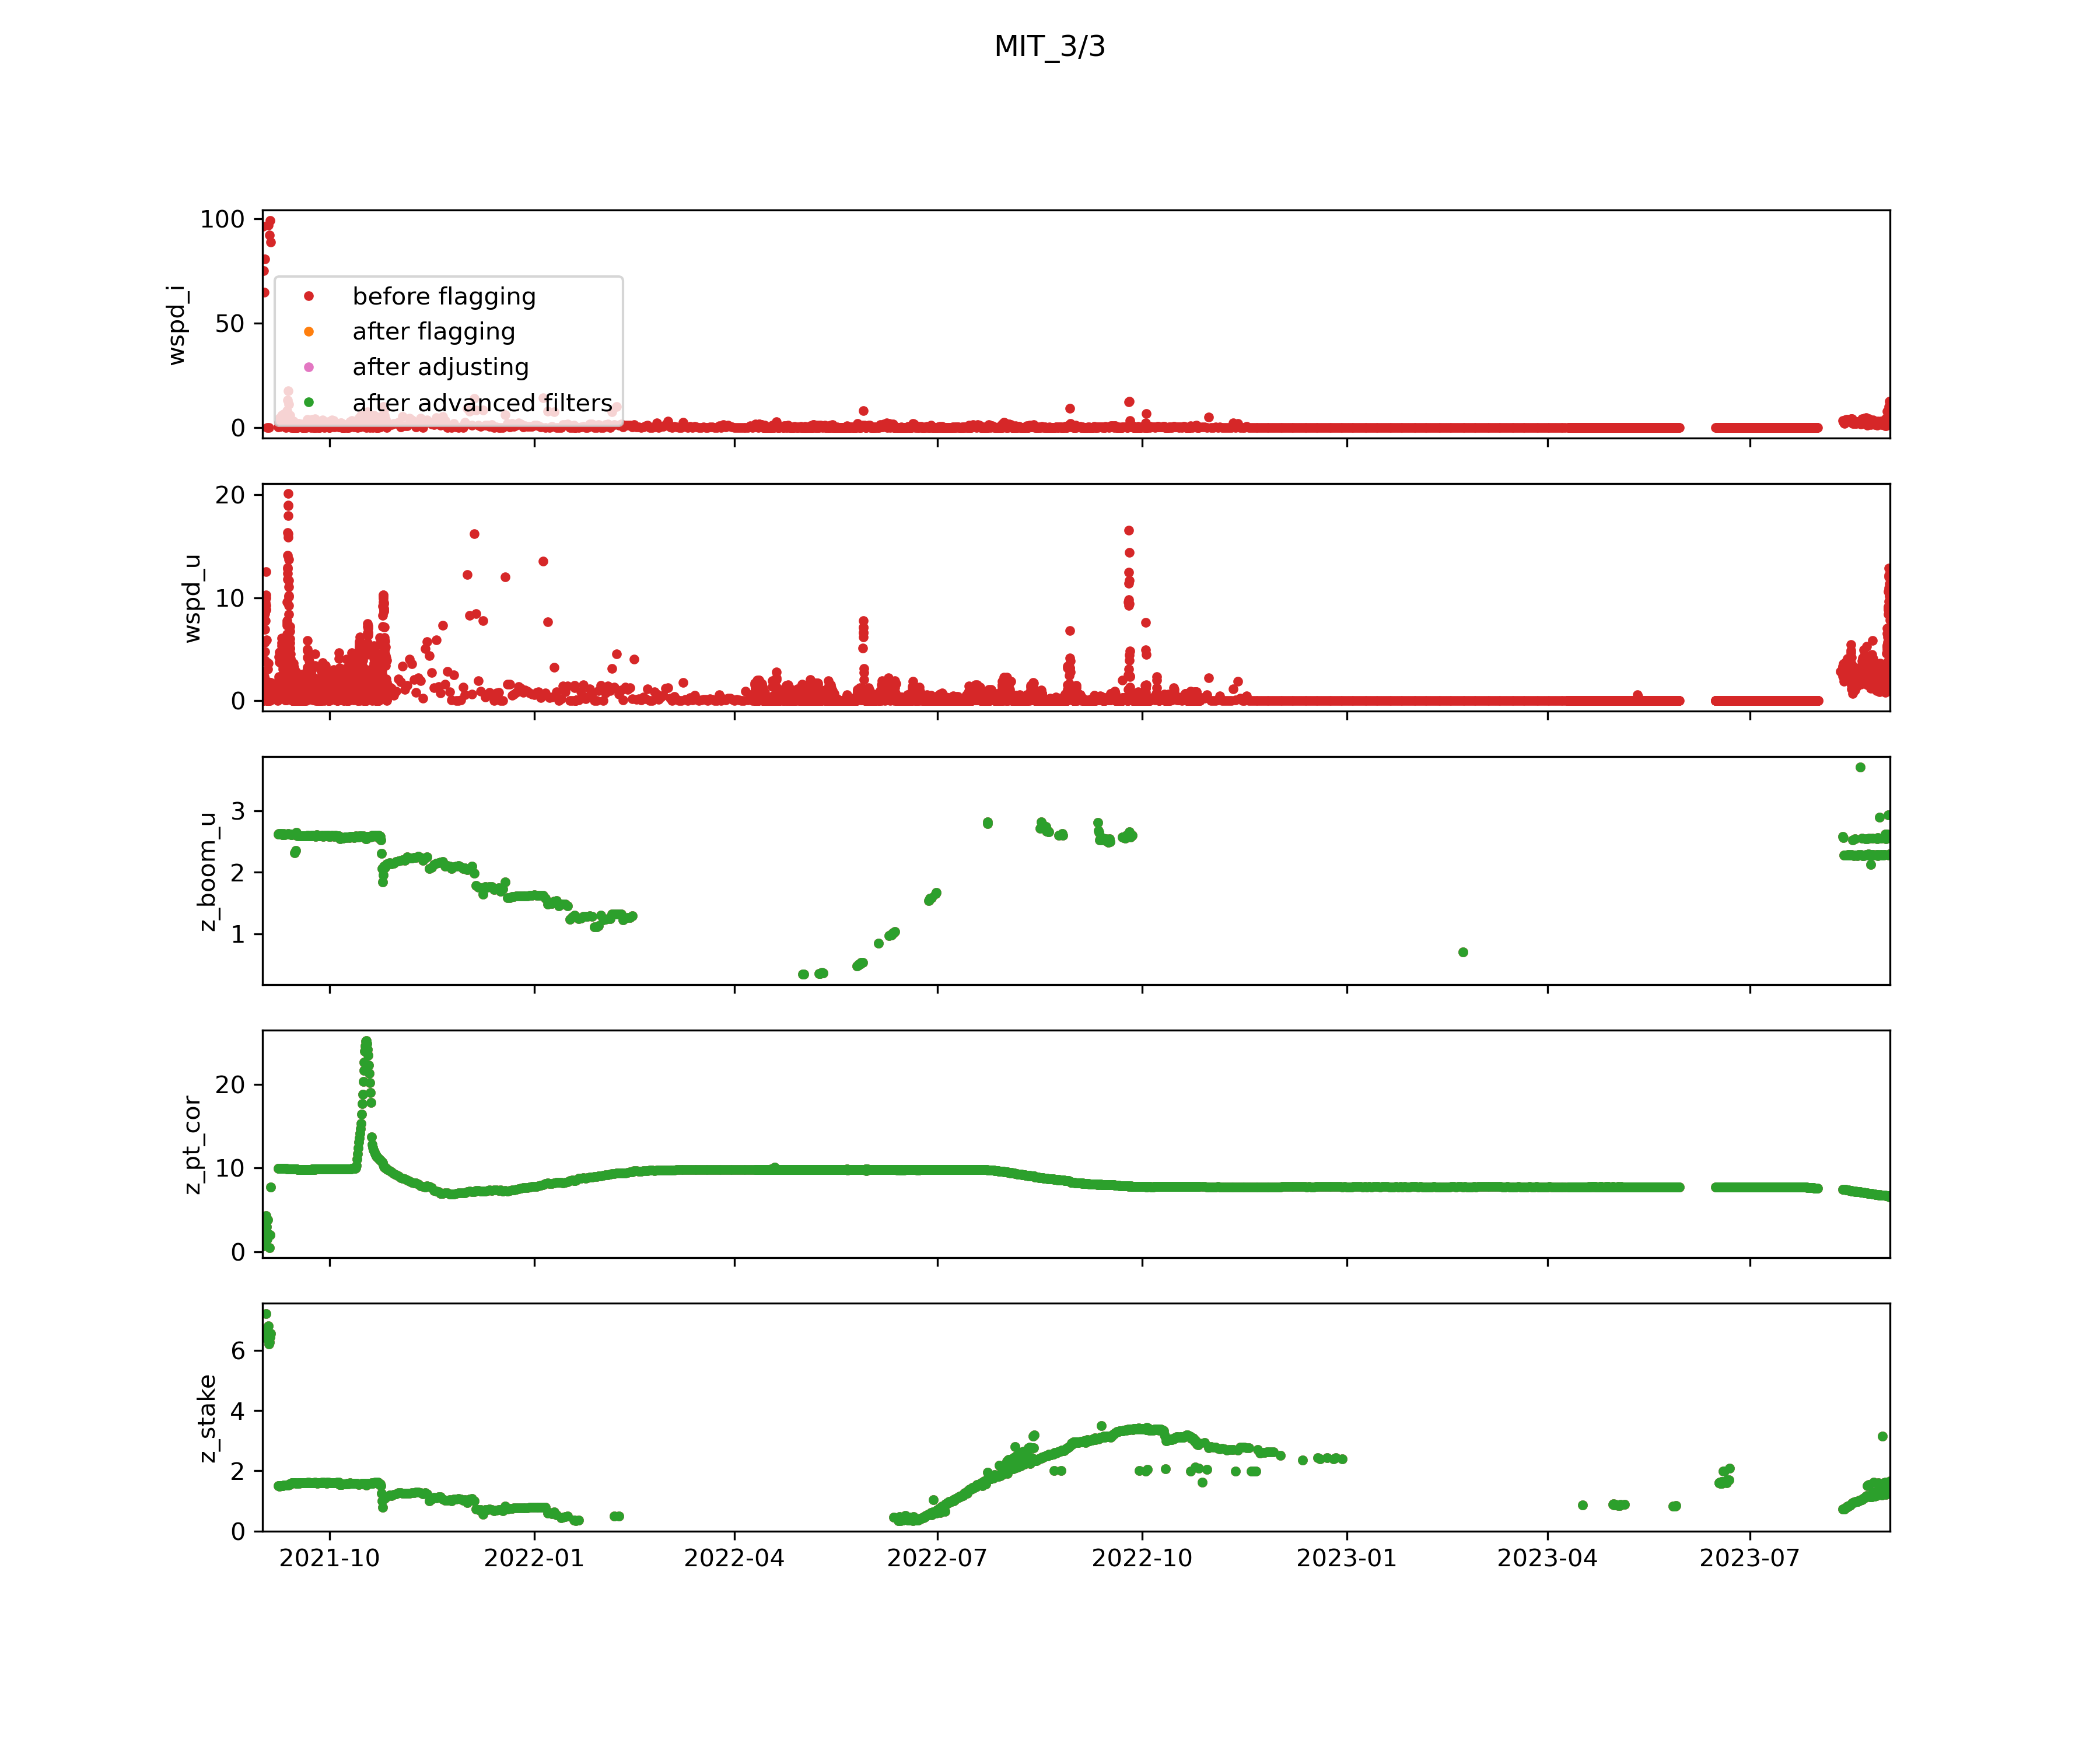 MIT_3/3
100
50
0
wspd_i
before flagging
after flagging
after adjusting
after advanced filters
20
10
0
wspd_u
3
2
1
z_boom_u
20
10
0
z_pt_cor
6
4
2
0
z_stake
2021-10 2022-01 2022-04 2022-07 2022-10 2023-01 2023-04 2023-07